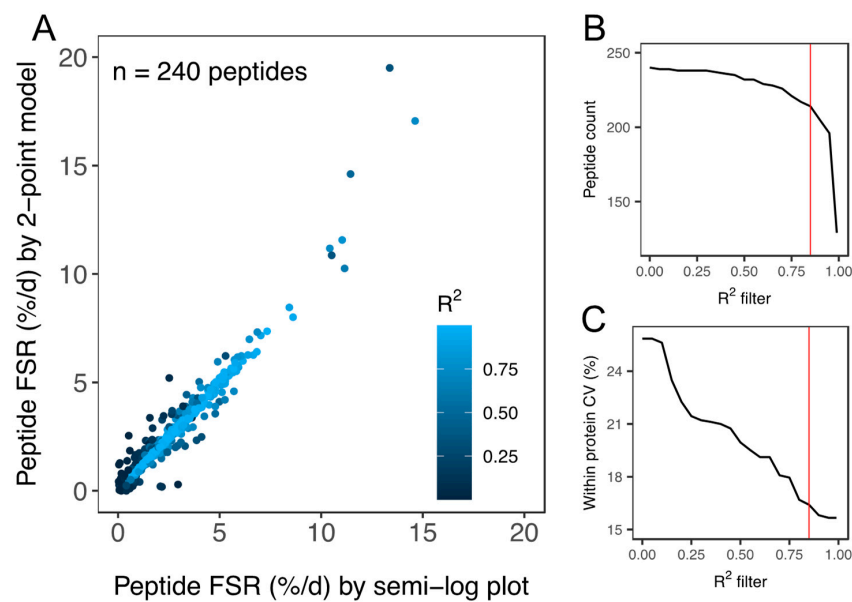 A
n = 240 peptides
Peptide FSR (%/d) by 2−point model
20
15
10
5
0
R²
0.75
0.50
0.25
0 5 10 15 20
Peptide FSR (%/d) by semi−log plot
B
Peptide count
250
200
150
0.00 0.25 0.50 0.75 1.00
R² filter
C
Within protein CV (%)
24
21
18
15
0.00 0.25 0.50 0.75 1.00
R² filter